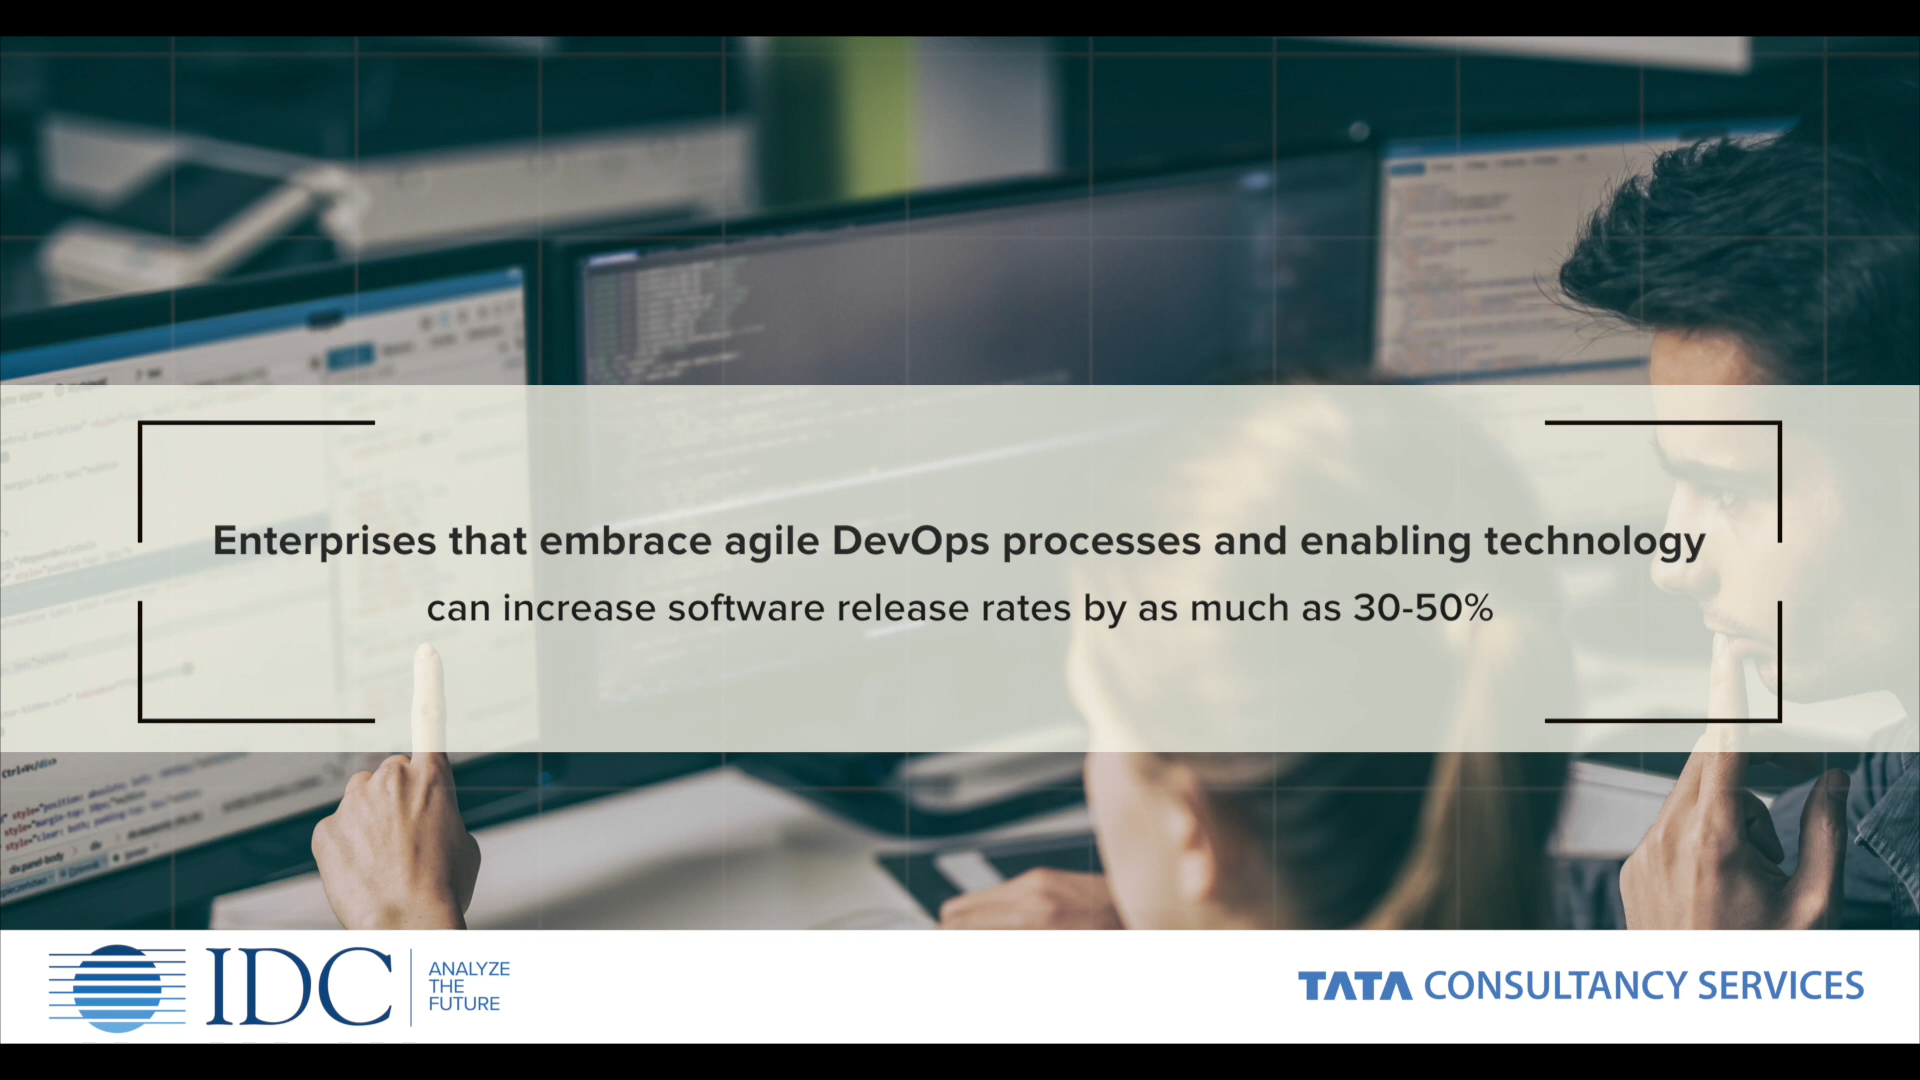 Enterprises that embrace agile DevOps processes and enabling technology
can increase software release rates by as much as 30-50%
IDC
ANALYZE
THE
FUTURE
TATA CONSULTANCY SERVICES